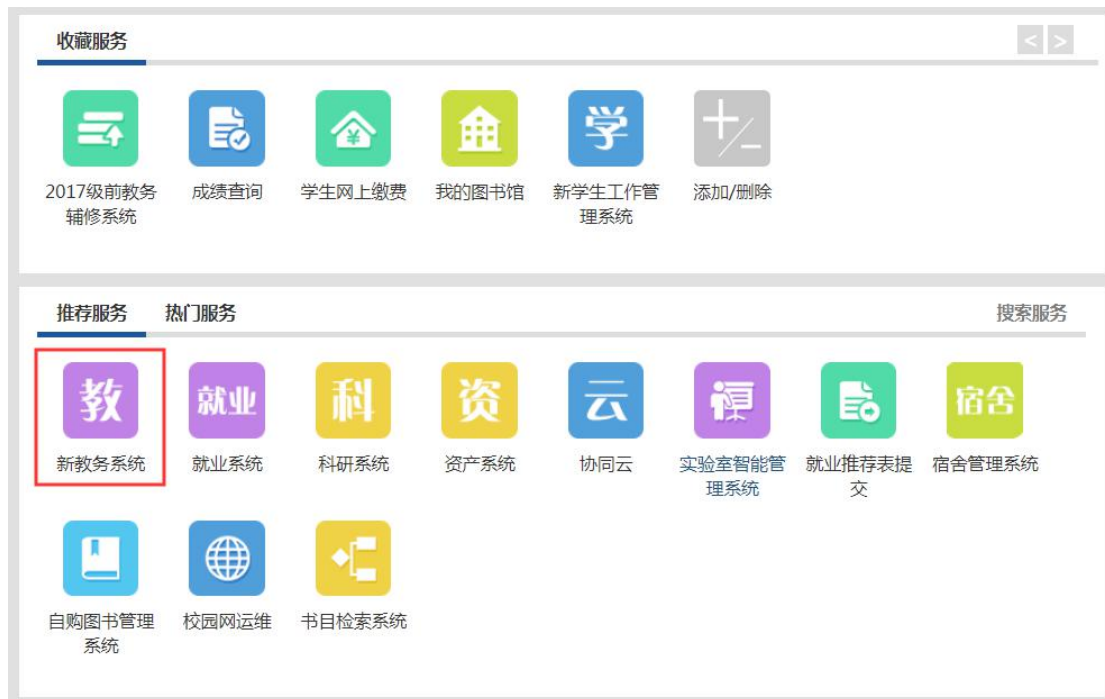 收藏服务
< >
学
2017级前教务
辅修系统
成绩查询
学生网上缴费
我的图书馆
新学生工作管
理系统
添加/删除
推荐服务 热门服务 搜索服务
教 就业 科 资 云 宿舍
新教务系统
就业系统
科研系统
资产系统
协同云
实验室智能管
理系统
就业推荐表提
交
宿舍管理系统
自购图书管理
系统
校园网运维
书目检索系统